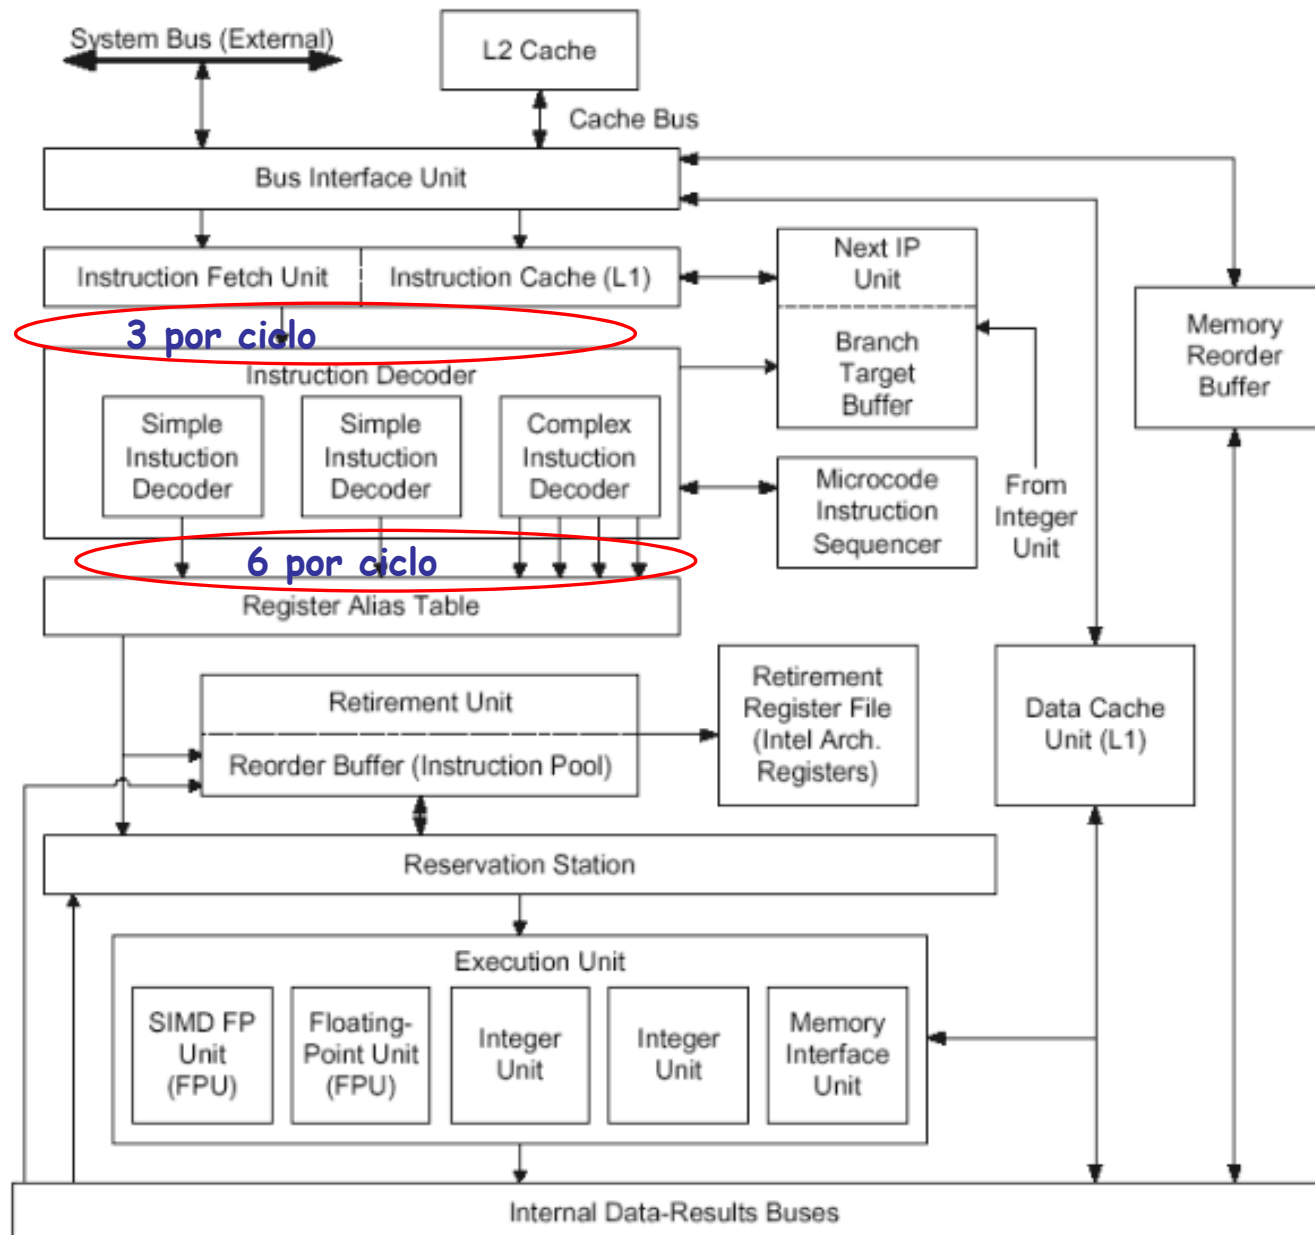 System Bus (External)
L2 Cache
Cache Bus
Bus Interface Unit
Instruction Fetch Unit
Instruction Cache (L1)
Next IP
Unit
Branch
Target
Buffer
Memory
Reorder
Buffer
3 por ciclo
Instruction Decoder
Simple
Instuction
Decoder
Simple
Instuction
Decoder
Complex
Instuction
Decoder
Microcode
Instruction
Sequencer
From
Integer
Unit
6 por ciclo
Register Alias Table
Retirement Unit
Reorder Buffer (Instruction Pool)
Retirement
Register File
(Intel Arch.
Registers)
Data Cache
Unit (L1)
Reservation Station
Execution Unit
SIMD FP
Unit
(FPU)
Floating-
Point Unit
(FPU)
Integer
Unit
Integer
Unit
Memory
Interface
Unit
Internal Data-Results Buses